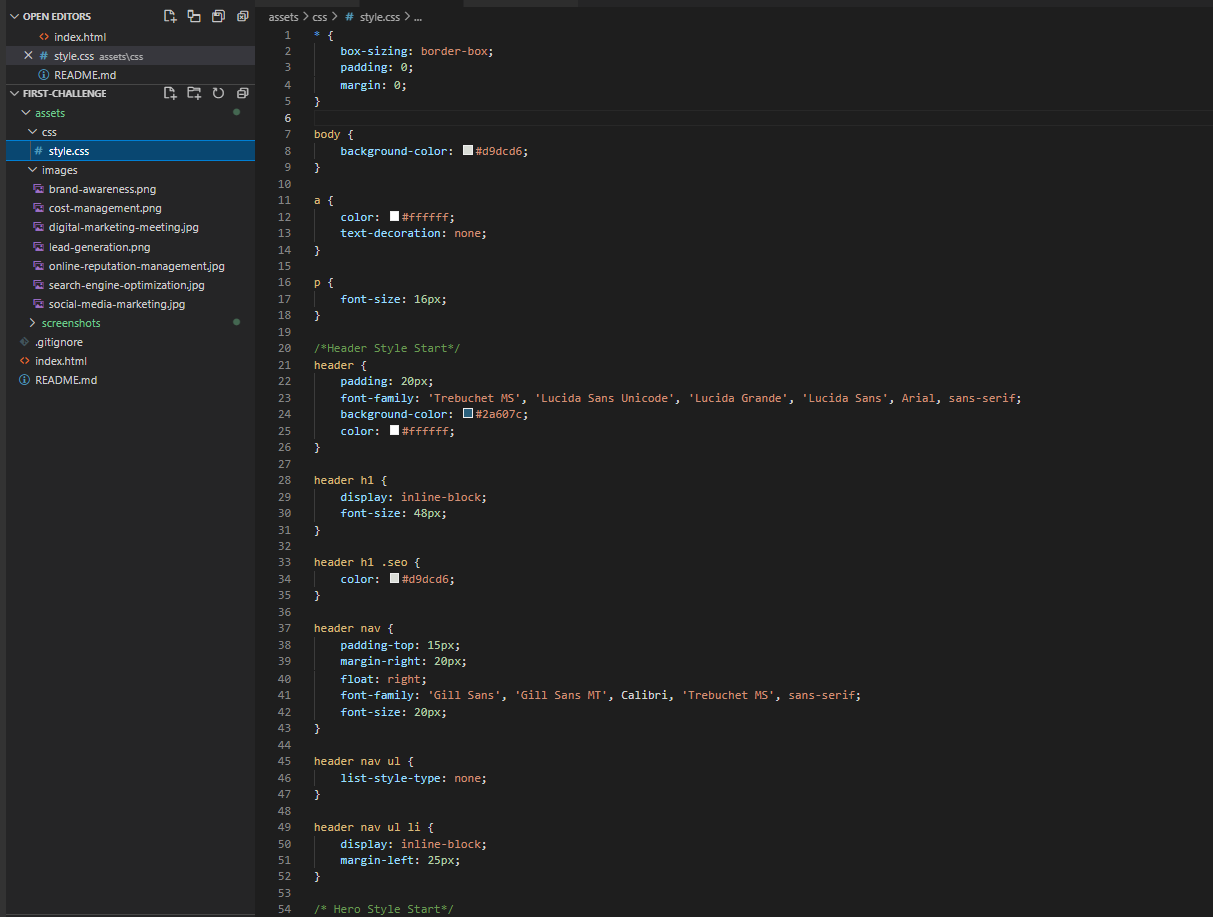 OPEN EDITORS
index.html
style.css assets\css
README.md
FIRST-CHALLENGE
assets
css
# style.css
images
brand-awareness.png
cost-management.png
digital-marketing-meeting.jpg
lead-generation.png
online-reputation-management.jpg
search-engine-optimization.jpg
social-media-marketing.jpg
screenshots
.gitignore
index.html
README.md
assets > css > # style.css > ...
1 * {
2 box-sizing: border-box;
3 padding: 0;
4 margin: 0;
5 }
6
7 body {
8 background-color: #d9dcd6;
9 }
10
11 a {
12 color: #ffffff;
13 text-decoration: none;
14 }
15
16 p {
17 font-size: 16px;
18 }
19
20 /*Header Style Start*/
21 header {
22 padding: 20px;
23 font-family: 'Trebuchet MS', 'Lucida Sans Unicode', 'Lucida Grande', 'Lucida Sans', Arial, sans-serif;
24 background-color: #2a607c;
25 color: #ffffff;
26 }
27
28 header h1 {
29 display: inline-block;
30 font-size: 48px;
31 }
32
33 header h1 .seo {
34 color: #d9dcd6;
35 }
36
37 header nav {
38 padding-top: 15px;
39 margin-right: 20px;
40 float: right;
41 font-family: 'Gill Sans', 'Gill Sans MT', Calibri, 'Trebuchet MS', sans-serif;
42 font-size: 20px;
43 }
44
45 header nav ul {
46 list-style-type: none;
47 }
48
49 header nav ul li {
50 display: inline-block;
51 margin-left: 25px;
52 }
53
54 /* Hero Style Start*/